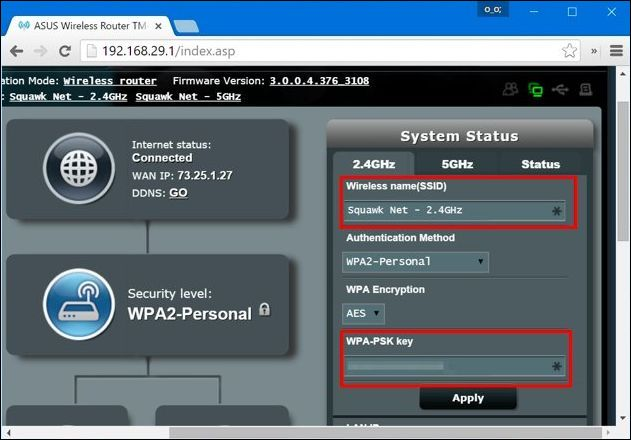 o_o;
ASUS Wireless Router TM-
192.168.29.1/index.asp
ation Mode: Wireless router Firmware Version: 3.0.0.4.376_3108
: Squawk Net - 2.4GHz Squawk Net - 5GHz
Internet status:
Connected
WAN IP: 73.25.1.27
DDNS: GO
Security level:
WPA2-Personal
System Status
2.4GHz 5GHz Status
Wireless name(SSID)
Squawk Net - 2.4GHz *
Authentication Method
WPA2-Personal
WPA Encryption
AES
WPA-PSK key
*
Apply